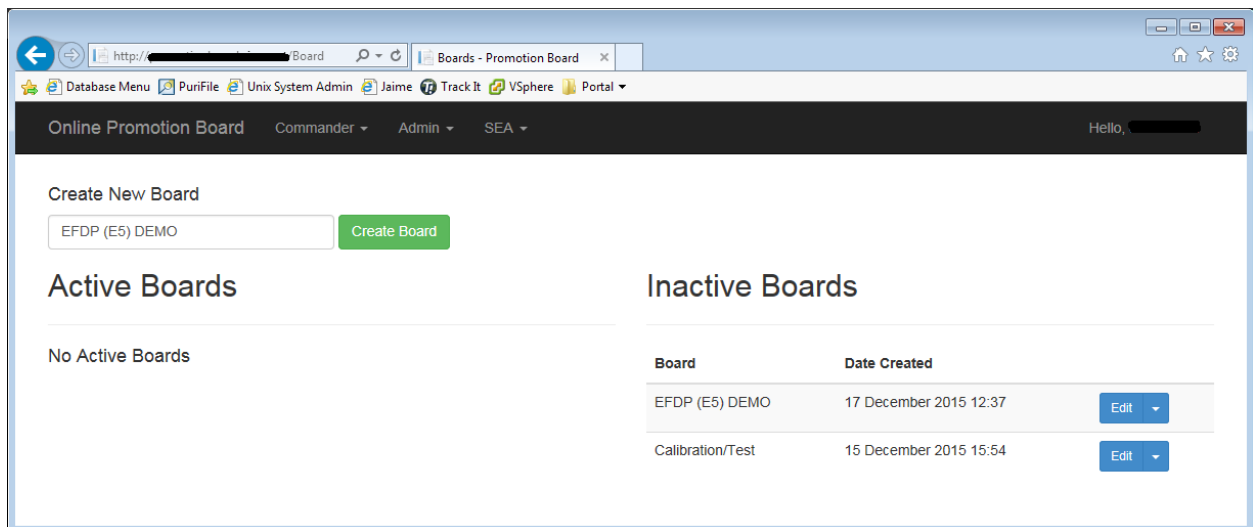 http:// /Board
Boards - Promotion Board
Database Menu PuriFile Unix System Admin Jaime Track It VSphere Portal
Online Promotion Board Commander Admin SEA Hello,
Create New Board
EFDP (E5) DEMO Create Board
Active Boards
Inactive Boards
No Active Boards
Board Date Created
EFDP (E5) DEMO 17 December 2015 12:37 Edit
Calibration/Test 15 December 2015 15:54 Edit